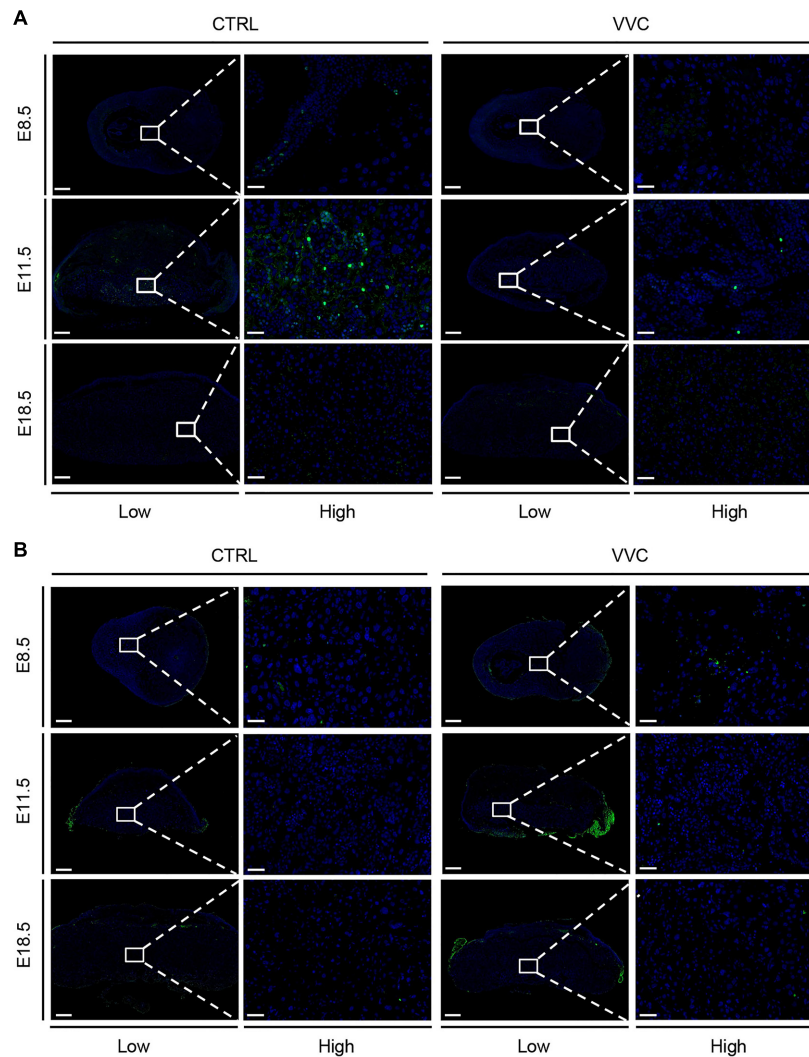 A
CTRL VVC
E8.5
E11.5
E18.5
Low High Low High
B
CTRL VVC
E8.5
E11.5
E18.5
Low High Low High